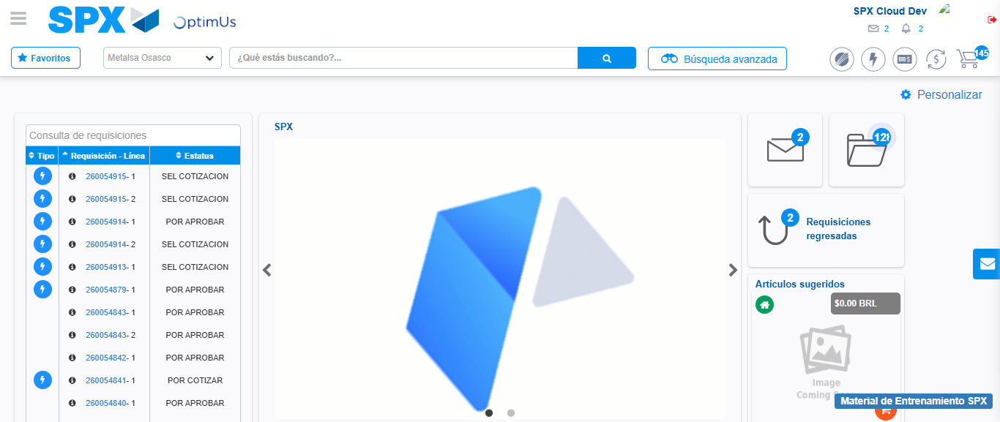 SPX
OptimUs
SPX Cloud Dev
2
2
Favoritos
Metalsa Osasco
¿Qué estás buscando?...
Búsqueda avanzada
145
Personalizar
Consulta de requisiciones
Tipo Requisición - Línea Estatus
260054915- 1 SEL COTIZACION
260054915- 2 SEL COTIZACION
260054914- 1 POR APROBAR
260054914- 2 SEL COTIZACION
260054913- 1 SEL COTIZACION
260054879- 1 POR APROBAR
260054843- 1 POR APROBAR
260054843- 2 POR APROBAR
260054842- 1 POR APROBAR
260054841- 1 POR COTIZAR
260054840- 1 POR APROBAR
SPX
2
2
Requisiciones
regresadas
Artículos sugeridos
$0.00 BRL
Image
Coming
Material de Entrenamiento SPX